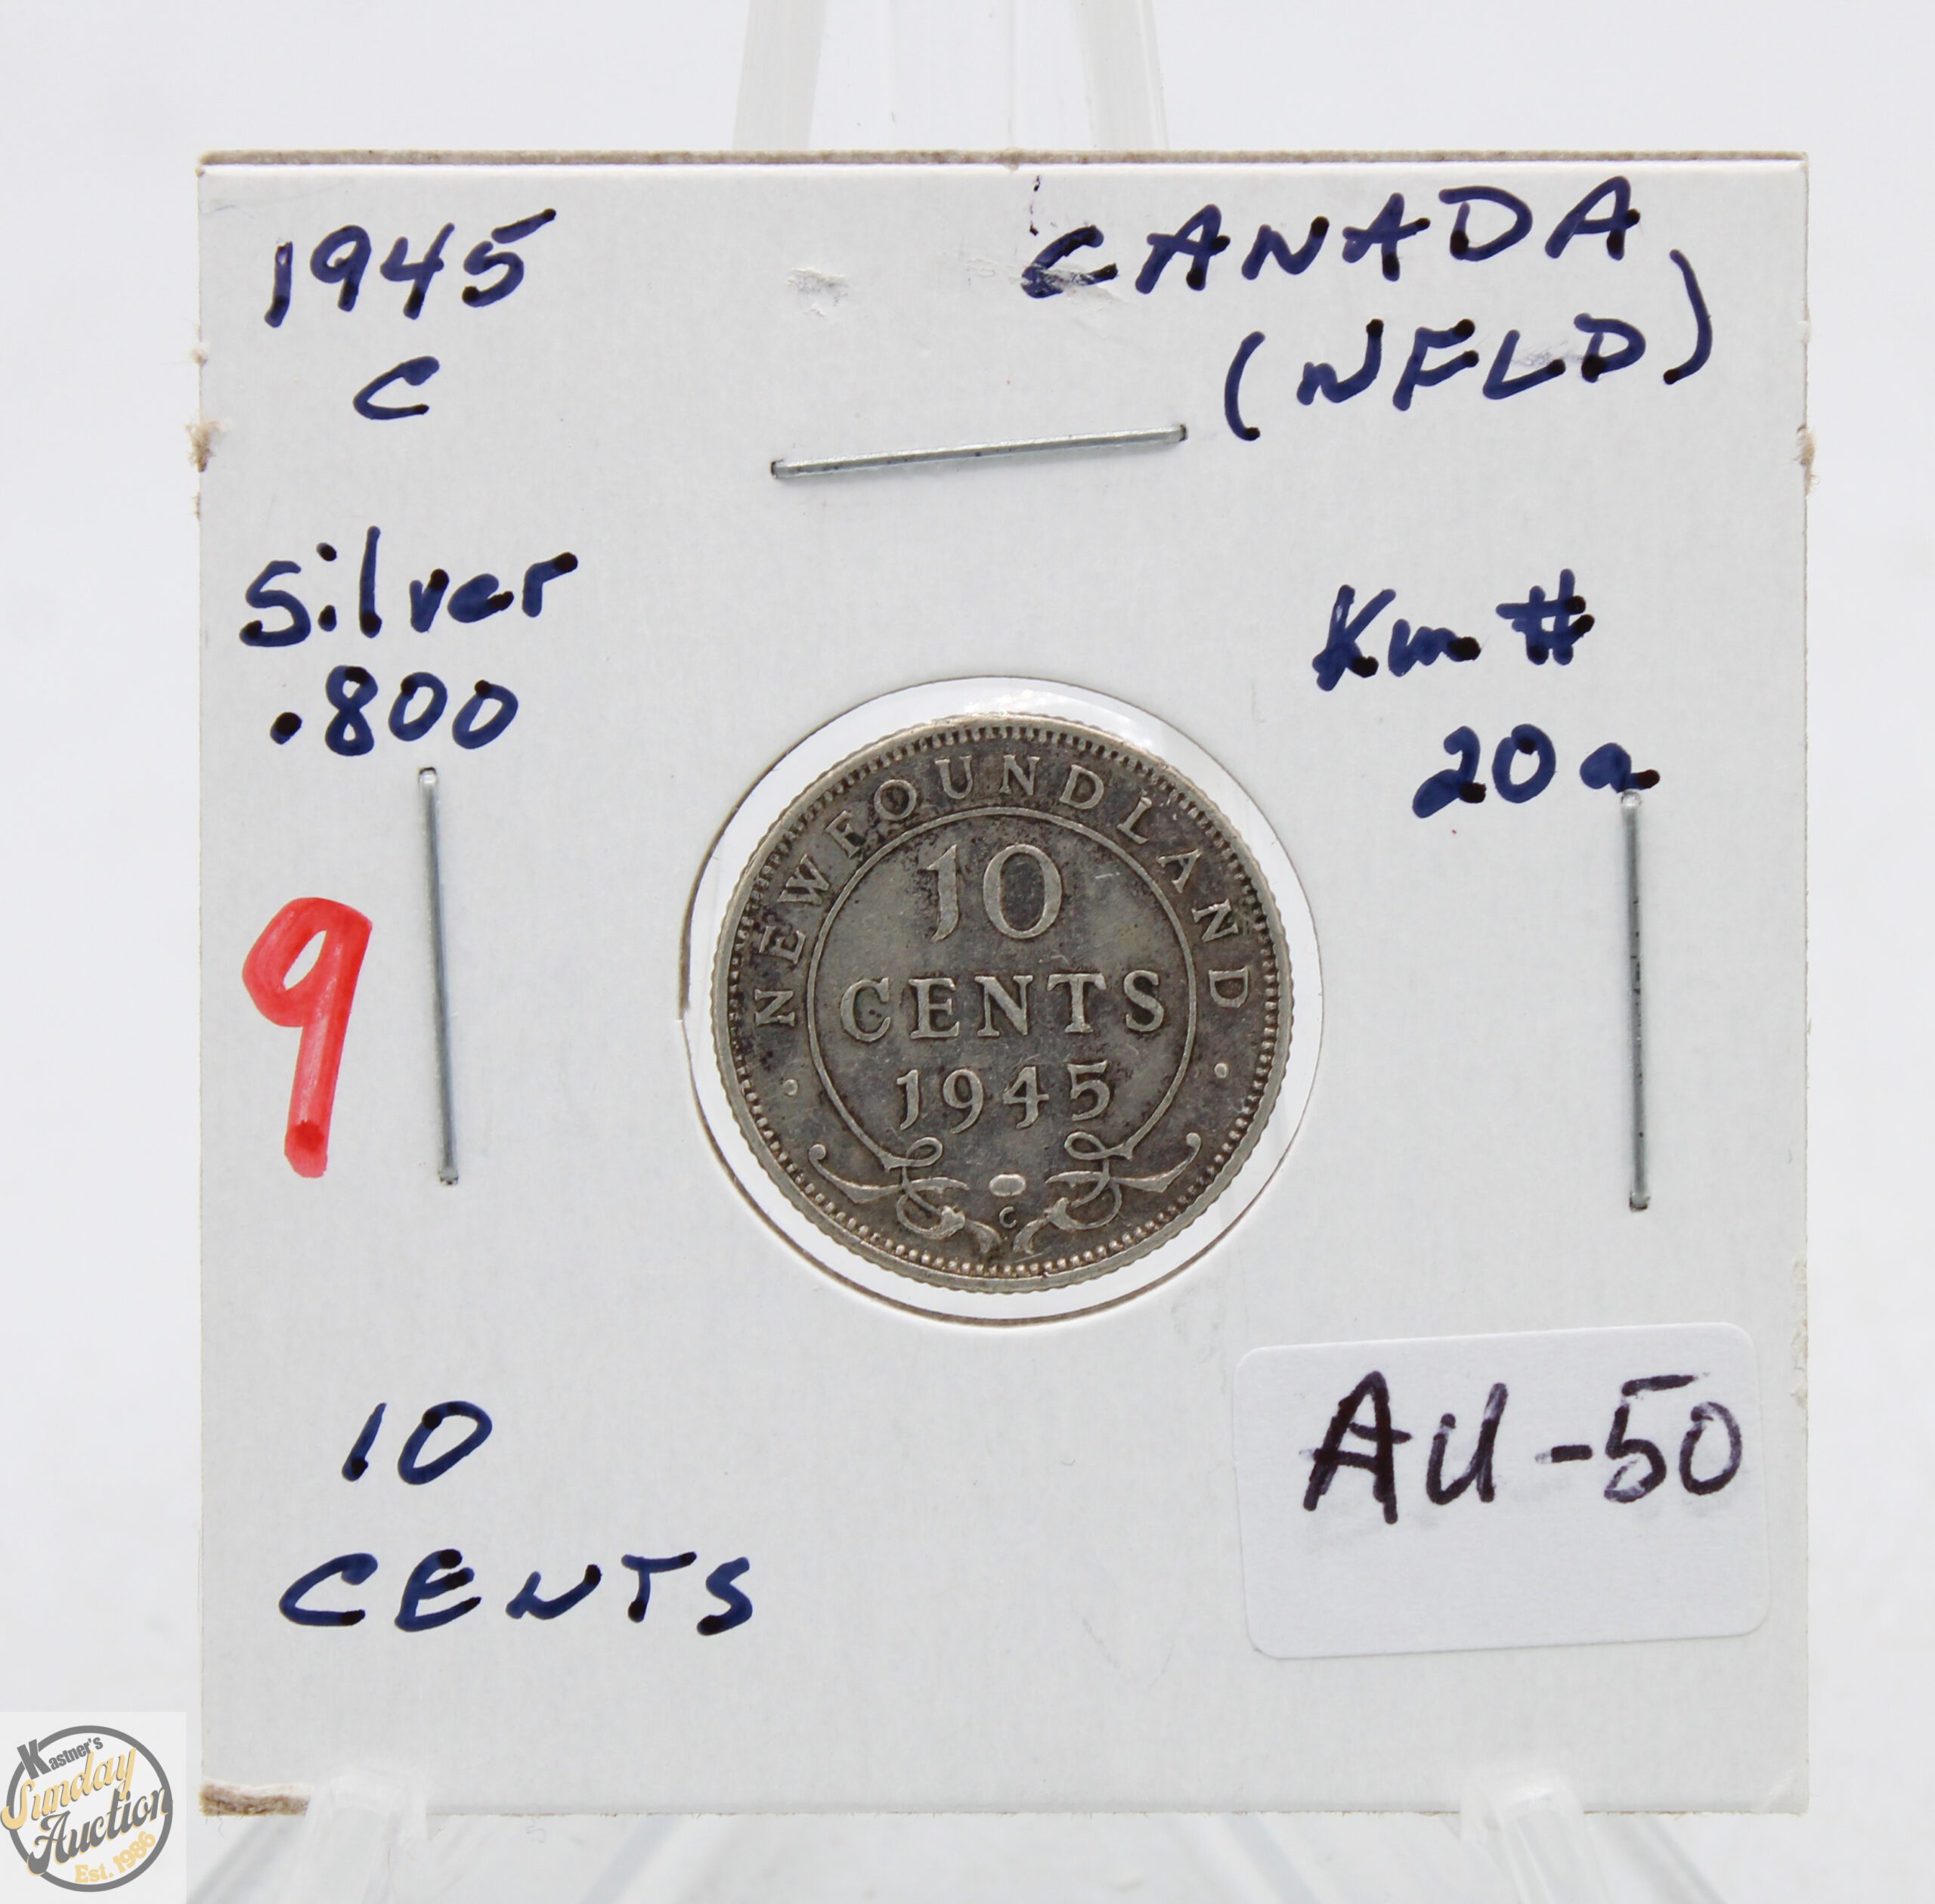 1945
C
CANADA
(NFLD)
Silver
.800
Km #
20a
9
NEWFOUNDLAND
10
CENTS
1945
C
10
CENTS
AU-50
Kastner's
Sunday
Auction
Est. 1986